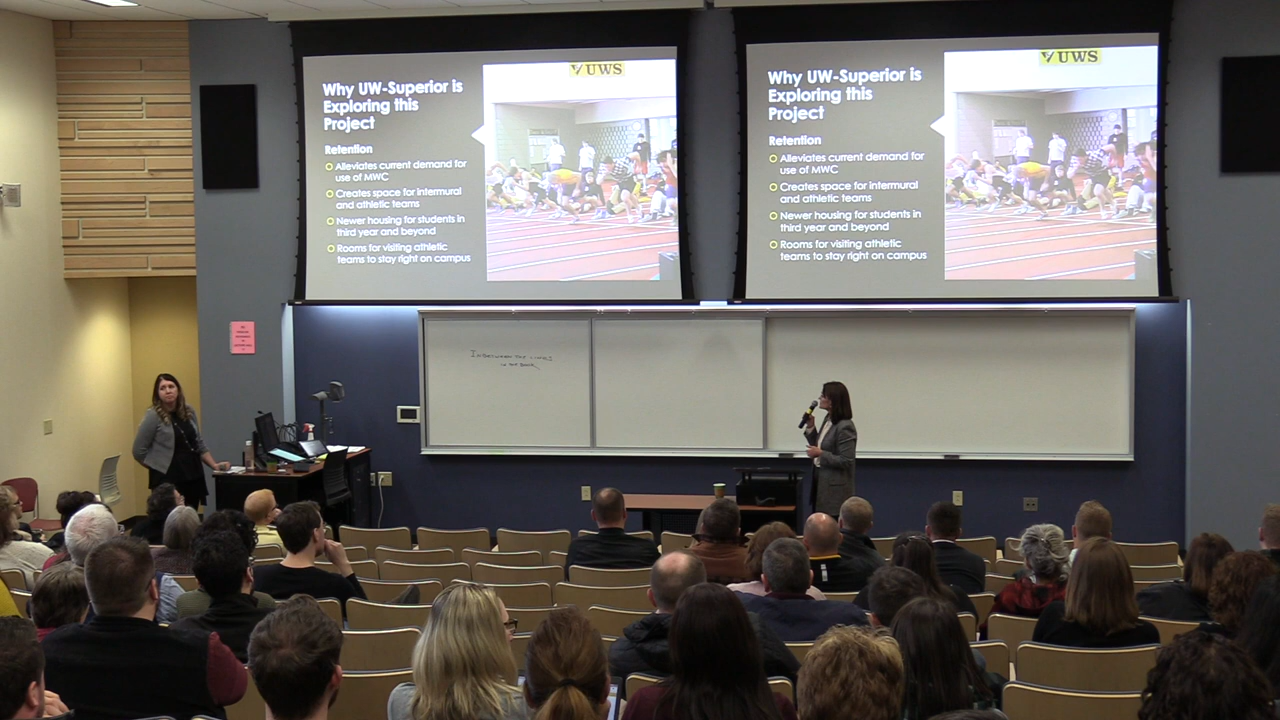 Why UW-Superior is
Exploring this
Project
Retention
Alleviates current demand for
use of MWC
Creates space for intermural
and athletic teams
Newer housing for students in
third year and beyond
Rooms for visiting athletic
teams to stay right on campus
UWS
Why UW-Superior is
Exploring this
Project
Retention
Alleviates current demand for
use of MWC
Creates space for intermural
and athletic teams
Newer housing for students in
third year and beyond
Rooms for visiting athletic
teams to stay right on campus
UWS